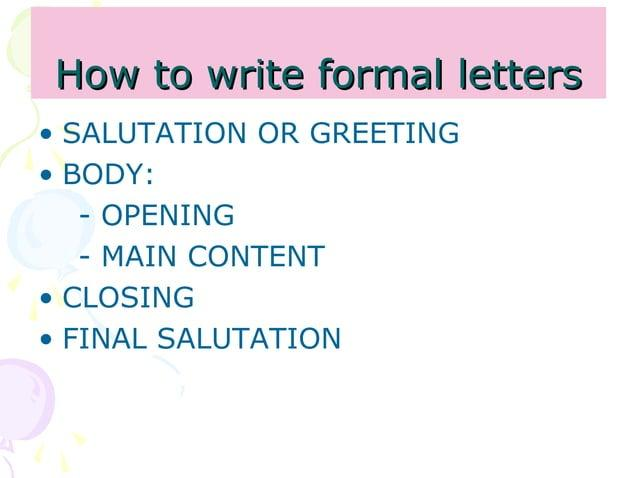 How to write formal letters
• SALUTATION OR GREETING
• BODY:
- OPENING
- MAIN CONTENT
• CLOSING
• FINAL SALUTATION